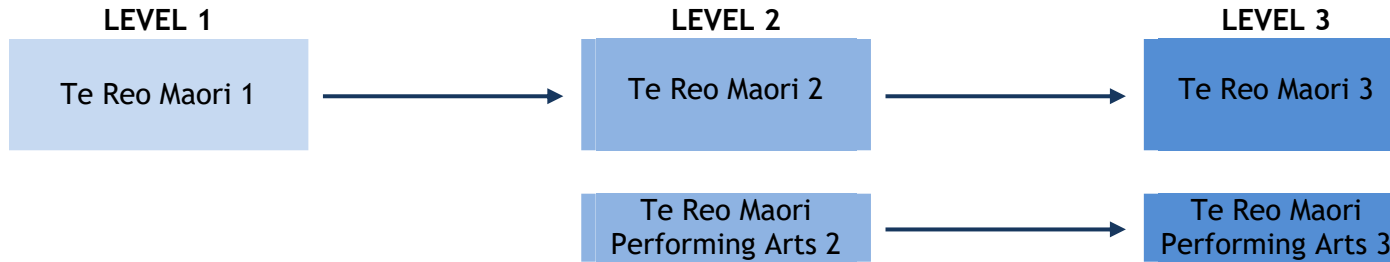 LEVEL 1
LEVEL 2
LEVEL 3
Te Reo Maori 1
Te Reo Maori 2
Te Reo Maori 3
Te Reo Maori
Performing Arts 2
Te Reo Maori
Performing Arts 3